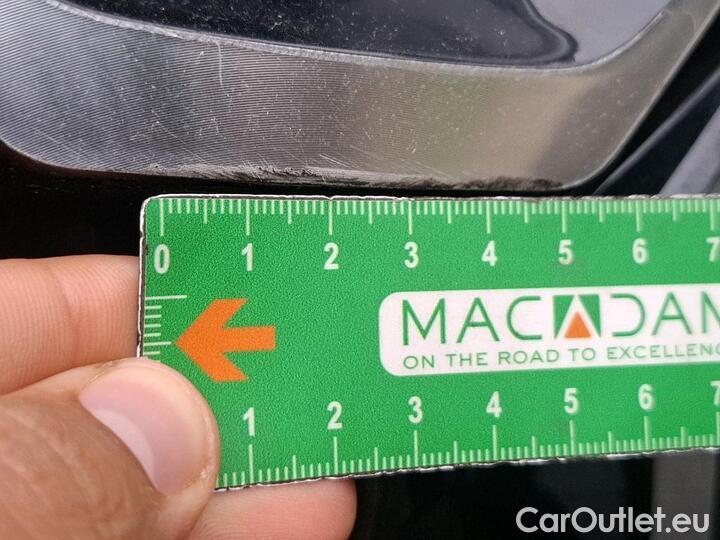 0 1 2 3 4 5 6 7
MACADAM
ON THE ROAD TO EXCELLENC
1 2 3 4 5 6 7
CarOutlet.eu